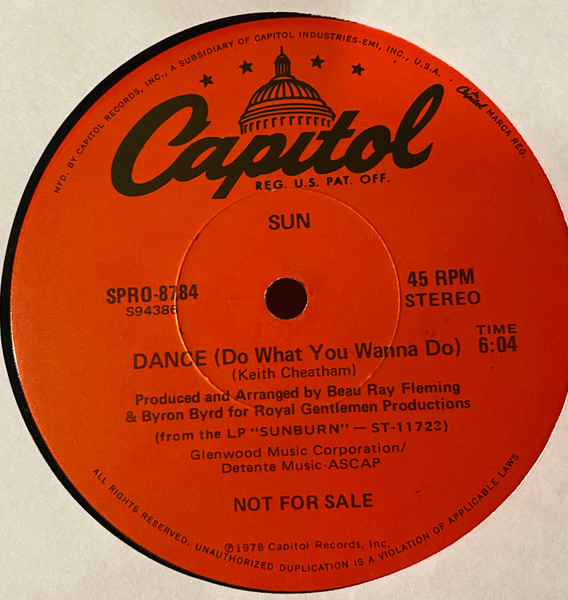 MFD. BY CAPITOL RECORDS, INC., A SUBSIDIARY OF CAPITOL INDUSTRIES-EMI, INC., U.S.A.
Capitol MARCA REG.
Capitol
REG. U.S. PAT. OFF.
SUN
SPRO-8784
S94386
45 RPM
STEREO
DANCE (Do What You Wanna Do)
TIME
6:04
(Keith Cheatham)
Produced and Arranged by Beau Ray Fleming
& Byron Byrd for Royal Gentlemen Productions
(from the LP "SUNBURN" — ST-11723)
Glenwood Music Corporation/
Detente Music-ASCAP
NOT FOR SALE
℗1978 Capitol Records, Inc.
ALL RIGHTS RESERVED. UNAUTHORIZED DUPLICATION IS A VIOLATION OF APPLICABLE LAWS